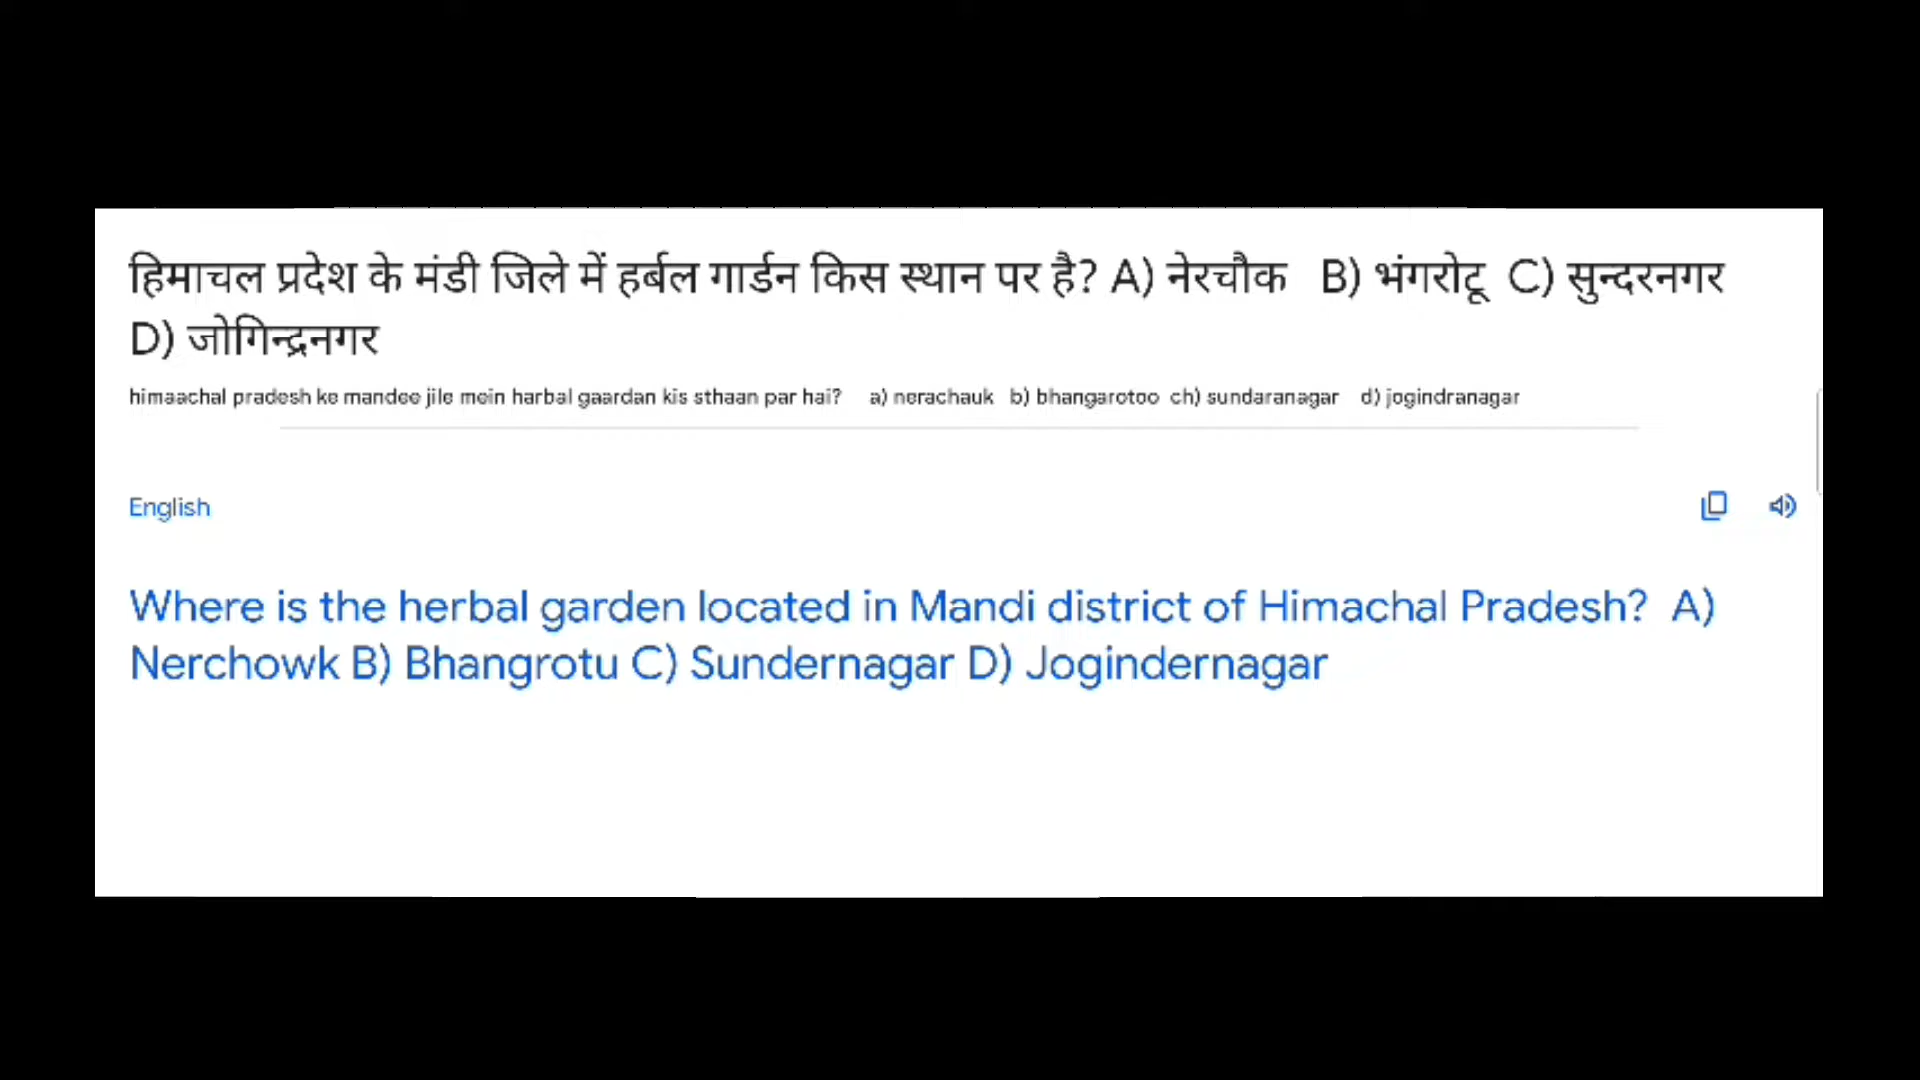 हिमाचल प्रदेश के मंडी जिले में हर्बल गार्डन किस स्थान पर है? A) नेरचौक B) भंगरोटू C) सुन्दरनगर
D) जोगिन्द्रनगर
himaachal pradesh ke mandee jile mein harbal gaardan kis sthaan par hai? a) nerachauk b) bhangarotoo ch) sundaranagar d) jogindranagar
English
Where is the herbal garden located in Mandi district of Himachal Pradesh? A)
Nerchowk B) Bhangrotu C) Sundernagar D) Jogindernagar